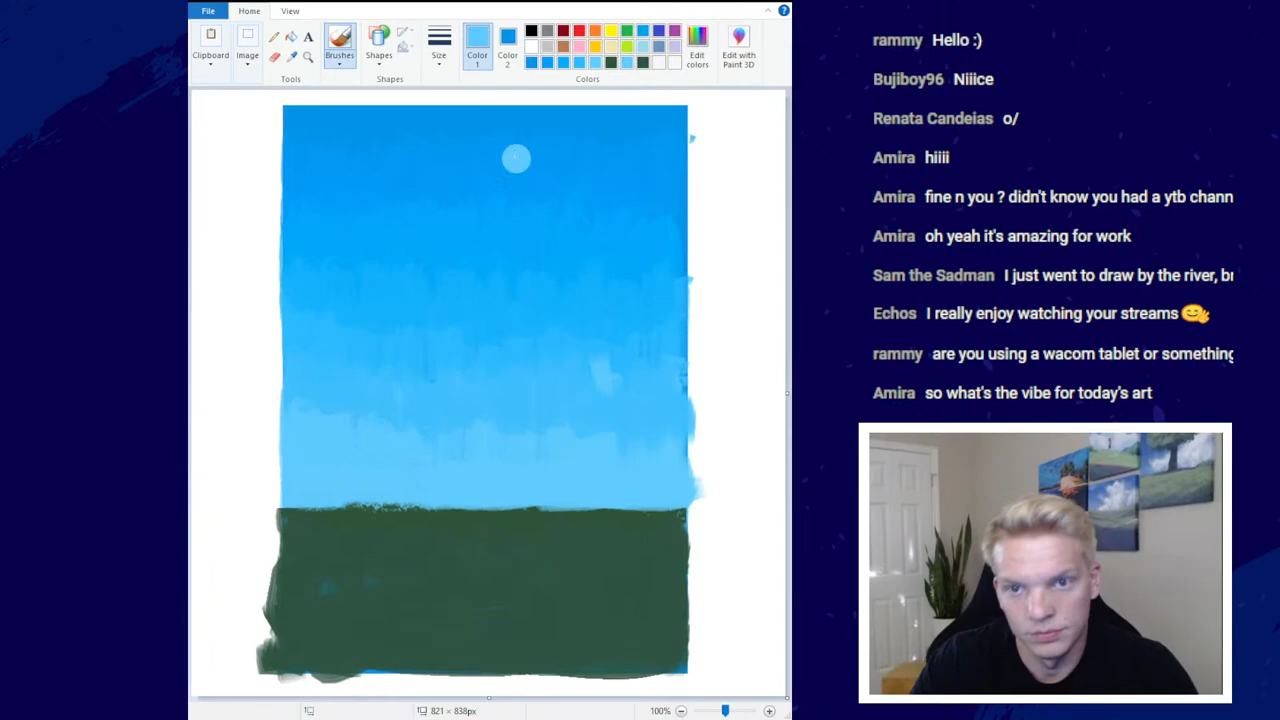 File Home View
Clipboard Image Tools Brushes Shapes Shapes Size Color 1 Color 2 Colors Edit colors Edit with Paint 3D
A
821 × 838px 100%
rammy Hello :)
Bujiboy96 Niiice
Renata Candeias o/
Amira hiiii
Amira fine n you ? didn't know you had a ytb chann
Amira oh yeah it's amazing for work
Sam the Sadman I just went to draw by the river, br
Echos I really enjoy watching your streams
rammy are you using a wacom tablet or something
Amira so what's the vibe for today's art